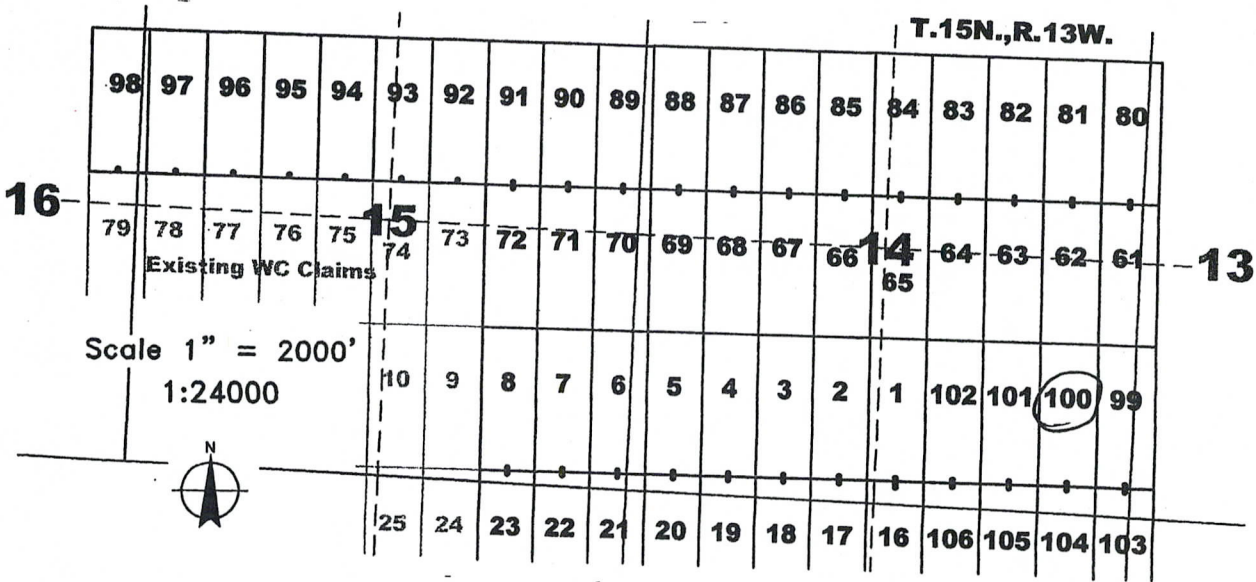 T.15N.,R.13W.
98 97 96 95 94 93 92 91 90 89 88 87 86 85 84 83 82 81 80
16 15 14 13
79 78 77 76 75 74 73 72 71 70 69 68 67 66 65 64 63 62 61
Existing WC Claims
Scale 1” = 2000’
1:24000
10 9 8 7 6 5 4 3 2 1 102 101 100 99
N
25 24 23 22 21 20 19 18 17 16 106 105 104 103